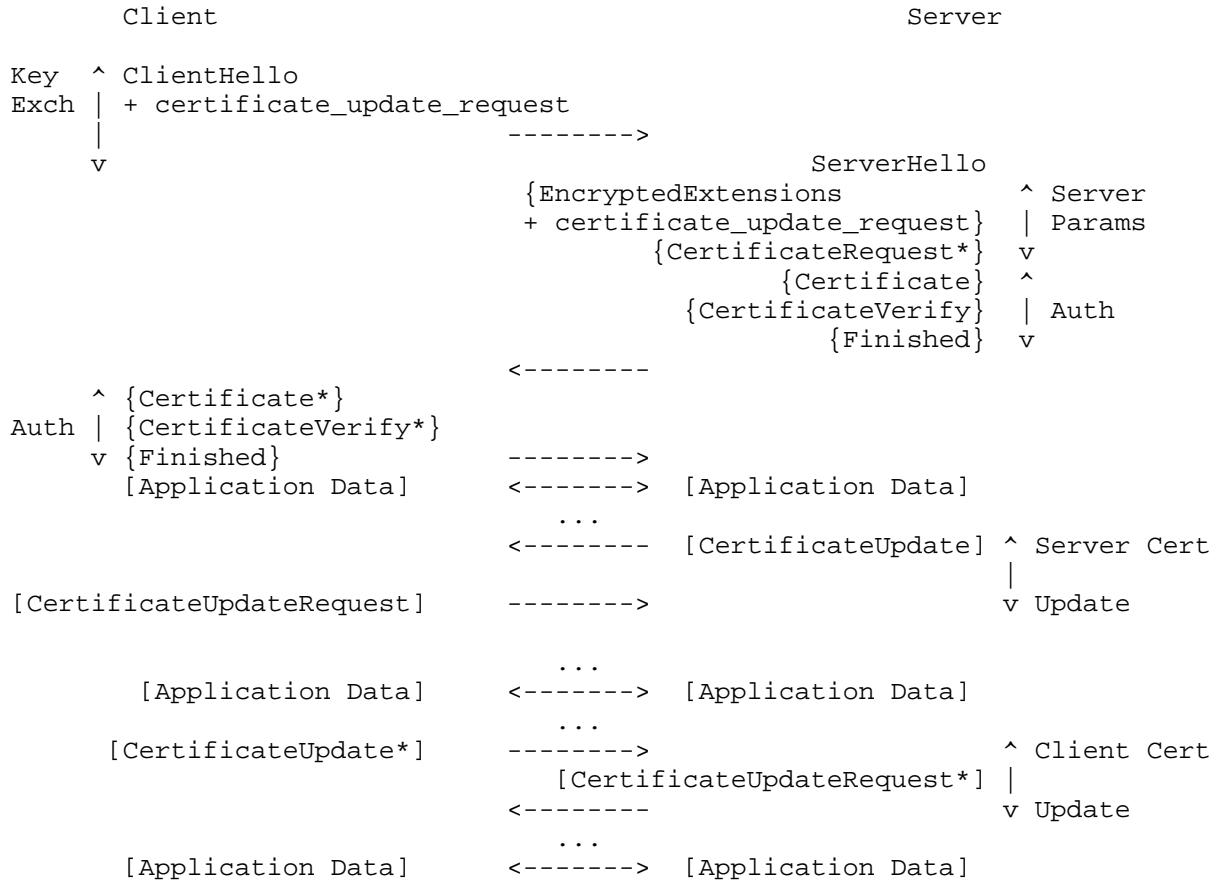 Client                                            Server

Key  ^ ClientHello
Exch | + certificate_update_request
     |                          -------->
     v                                             ServerHello
                                 {EncryptedExtensions            ^ Server
                                 + certificate_update_request}   | Params
                                         {CertificateRequest*}  v
                                                 {Certificate}  ^
                                           {CertificateVerify}  | Auth
                                                    {Finished}  v
                                <--------
     ^ {Certificate*}
Auth | {CertificateVerify*}
     v {Finished}               -------->
       [Application Data]       <------->  [Application Data]
                                   ...
                                <--------  [CertificateUpdate] ^ Server Cert
                                                               |
[CertificateUpdateRequest]      -------->                      v Update

                                   ...
        [Application Data]      <------->  [Application Data]
                                   ...
      [CertificateUpdate*]      -------->                      ^ Client Cert
                                   [CertificateUpdateRequest*] |
                                <--------                      v Update
                                   ...
       [Application Data]       <------->  [Application Data]